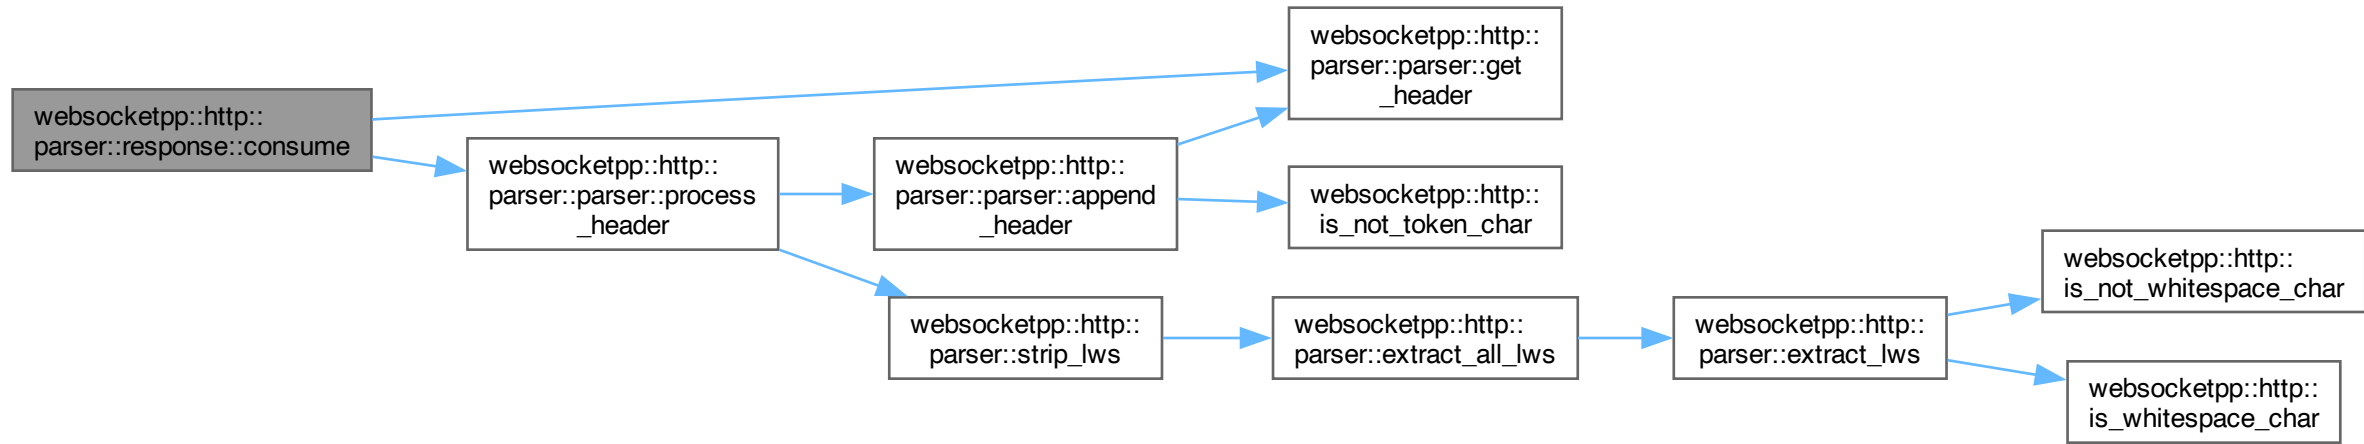 websocketpp::http::
parser::response::consume
websocketpp::http::
parser::parser::get
_header
websocketpp::http::
parser::parser::process
_header
websocketpp::http::
parser::parser::append
_header
websocketpp::http::
is_not_token_char
websocketpp::http::
parser::strip_lws
websocketpp::http::
parser::extract_all_lws
websocketpp::http::
parser::extract_lws
websocketpp::http::
is_not_whitespace_char
websocketpp::http::
is_whitespace_char